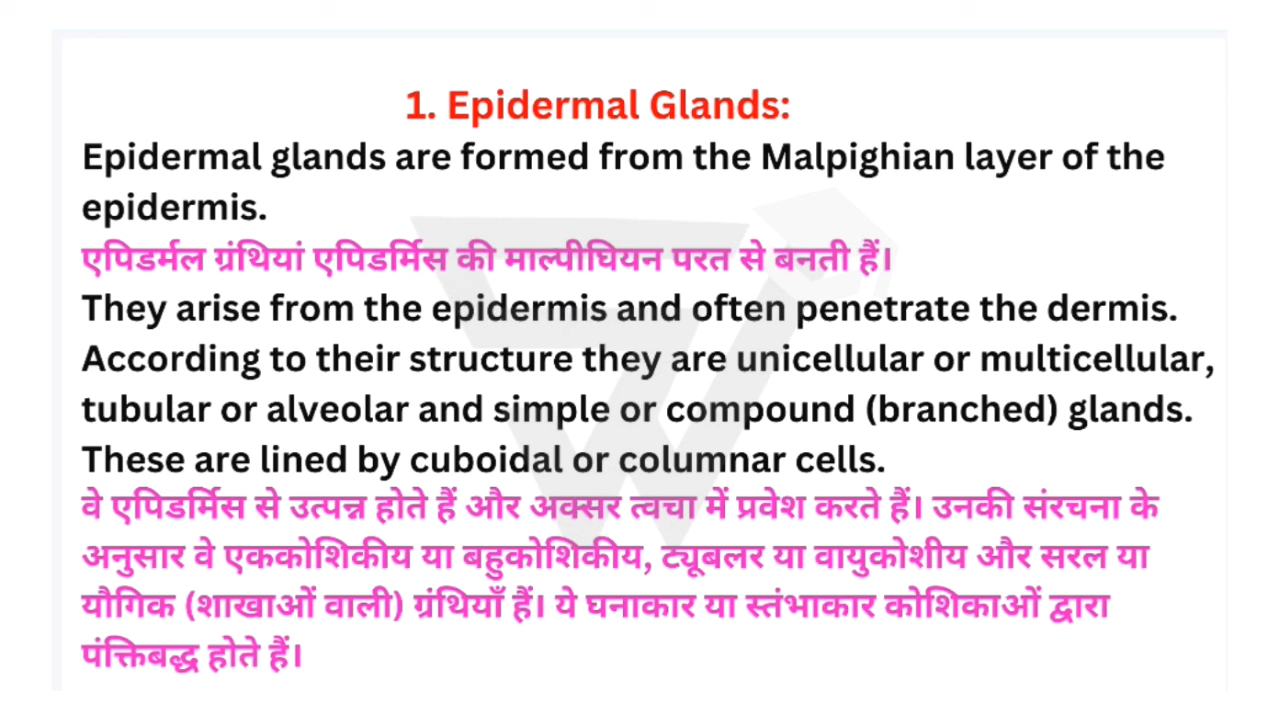 1. Epidermal Glands:
Epidermal glands are formed from the Malpighian layer of the
epidermis.
एपिडर्मल ग्रंथियां एपिडर्मिस की माल्पीघियन परत से बनती हैं।
They arise from the epidermis and often penetrate the dermis.
According to their structure they are unicellular or multicellular,
tubular or alveolar and simple or compound (branched) glands.
These are lined by cuboidal or columnar cells.
वे एपिडर्मिस से उत्पन्न होते हैं और अक्सर त्वचा में प्रवेश करते हैं। उनकी संरचना के
अनुसार वे एककोशिकीय या बहुकोशिकीय, ट्यूबलर या वायुकोशीय और सरल या
यौगिक (शाखाओं वाली) ग्रंथियाँ हैं। ये घनाकार या स्तंभाकार कोशिकाओं द्वारा
पंक्तिबद्ध होते हैं।